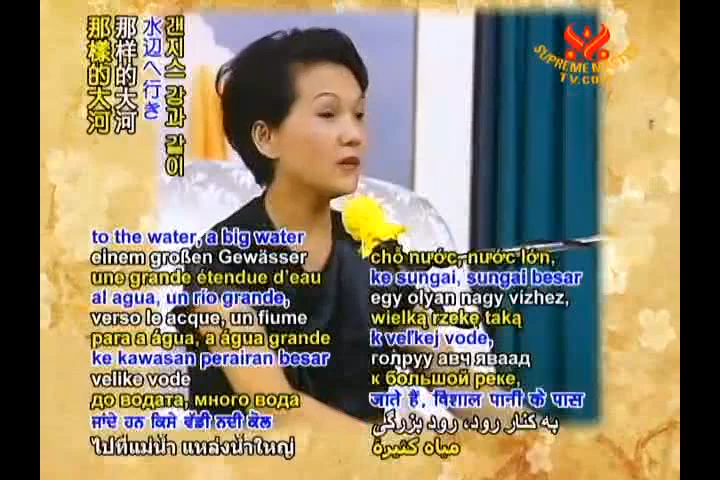 갠지스 강과 같이
水辺へ行き
那样的大河
那樣的大河
SUPREME MASTER
to the water, a big water
einem großen Gewässer
une grande étendue d'eau
al agua, un río grande,
verso le acque, un fiume
para a água, a água grande
ke kawasan perairan besar
velike vode
до водата, много вода
ਜਾਂਦੇ ਹਨ ਕਿਸੇ ਵੱਡੀ ਨਦੀ ਕੋਲ
ไปที่แม่น้ำ แหล่งน้ำใหญ่
chỗ nước, nước lớn,
ke sungai, sungai besar
egy olyan nagy vizhez,
wielką rzekę taką
k veľkej vode,
голруу авч яваад
к большой реке,
जाते हैं, विशाल पानी के पास
به کنار رود، رود بزرگی
مياه كثيرة